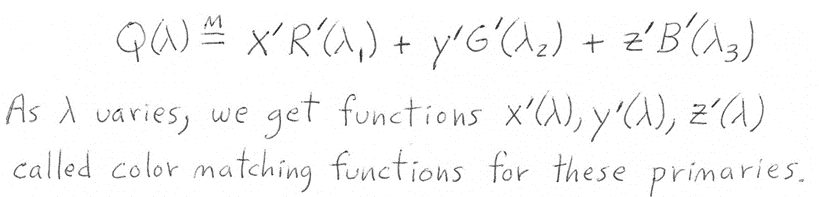 Q(λ) ≝ᴹ x'R'(λ₁) + y'G'(λ₂) + z'B'(λ₃)
As λ varies, we get functions x'(λ), y'(λ), z'(λ)
called color matching functions for these primaries.